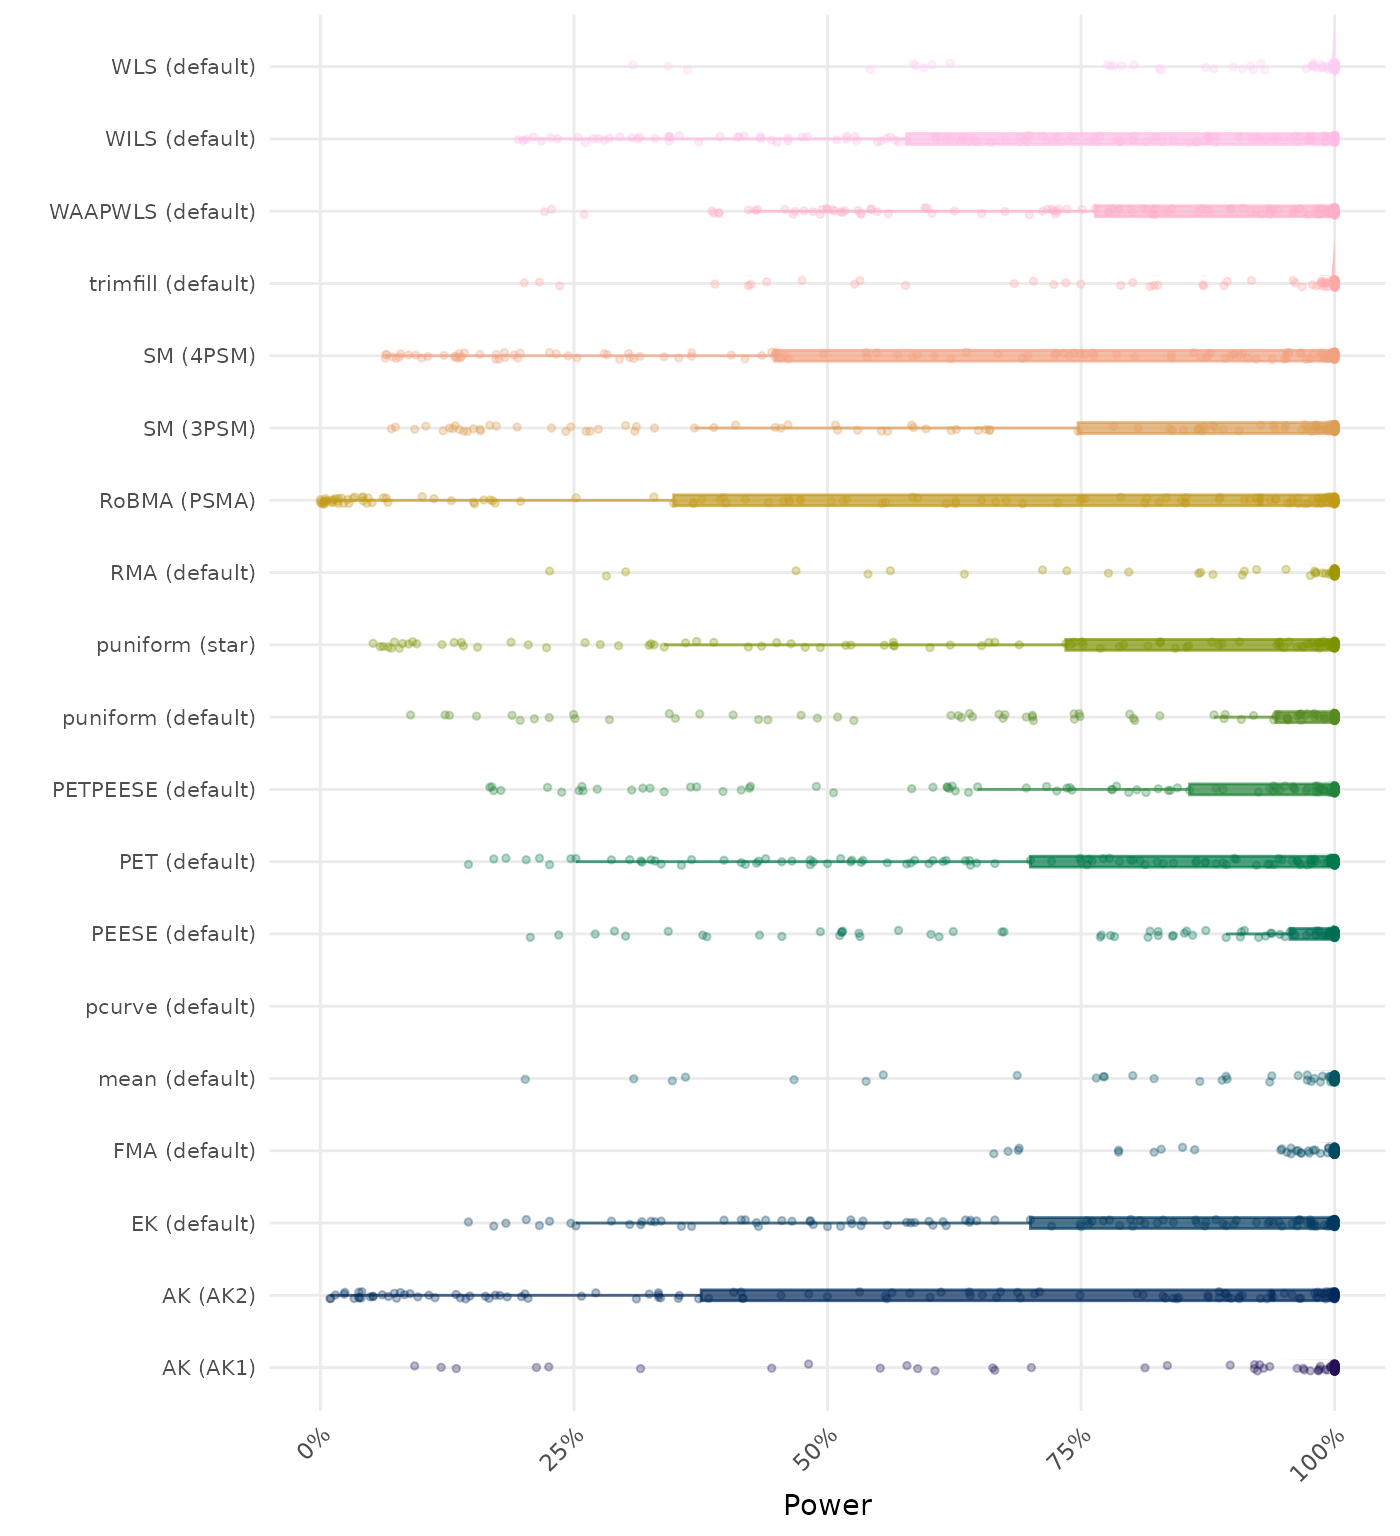 WLS (default)
WILS (default)
WAAPWLS (default)
trimfill (default)
SM (4PSM)
SM (3PSM)
RoBMA (PSMA)
RMA (default)
puniform (star)
puniform (default)
PETPEESE (default)
PET (default)
PEESE (default)
pcurve (default)
mean (default)
FMA (default)
EK (default)
AK (AK2)
AK (AK1)
0% 25% 50% 75% 100%
Power